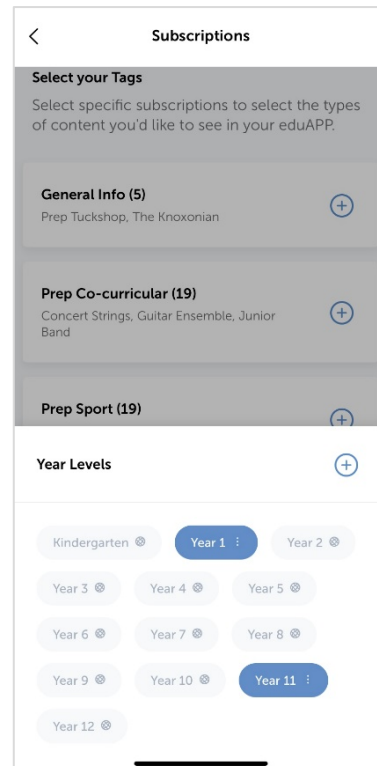 Subscriptions
Select your Tags
Select specific subscriptions to select the types
of content you'd like to see in your eduAPP.
General Info (5)
Prep Tuckshop, The Knoxonian
Prep Co-curricular (19)
Concert Strings, Guitar Ensemble, Junior
Band
Prep Sport (19)
Year Levels
Kindergarten Year 1 Year 2
Year 3 Year 4 Year 5
Year 6 Year 7 Year 8
Year 9 Year 10 Year 11
Year 12